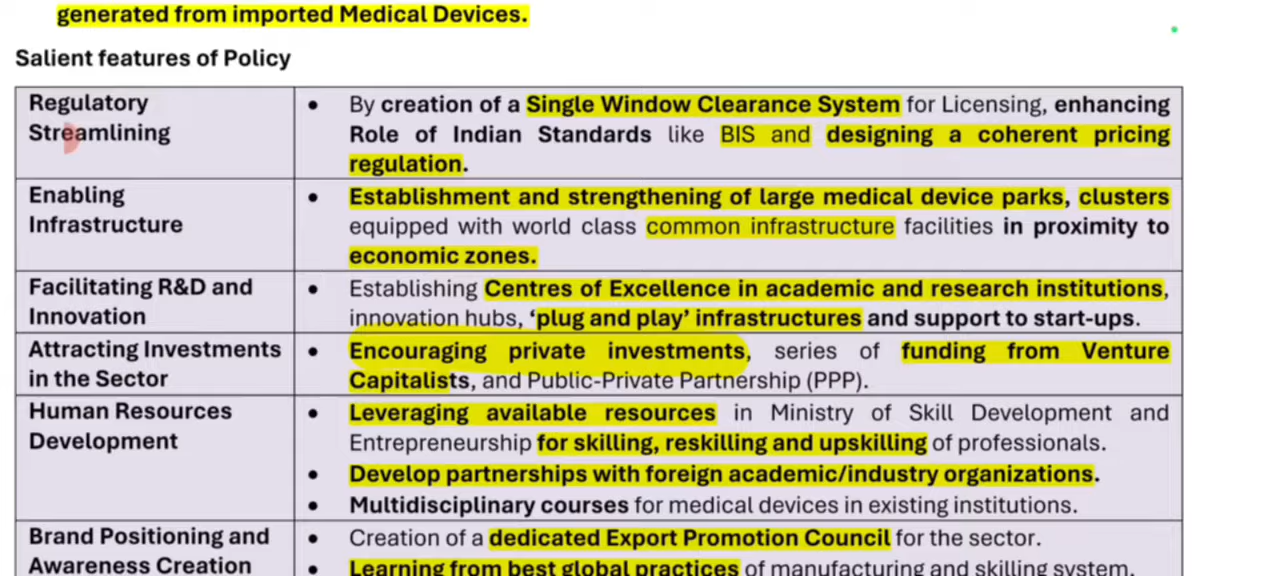 generated from imported Medical Devices.
Salient features of Policy
Regulatory
Streamlining
• By creation of a Single Window Clearance System for Licensing, enhancing
Role of Indian Standards like BIS and designing a coherent pricing
regulation.
Enabling
Infrastructure
• Establishment and strengthening of large medical device parks, clusters
equipped with world class common infrastructure facilities in proximity to
economic zones.
Facilitating R&D and
Innovation
• Establishing Centres of Excellence in academic and research institutions,
innovation hubs, ‘plug and play’ infrastructures and support to start-ups.
Attracting Investments
in the Sector
• Encouraging private investments, series of funding from Venture
Capitalists, and Public-Private Partnership (PPP).
Human Resources
Development
• Leveraging available resources in Ministry of Skill Development and
Entrepreneurship for skilling, reskilling and upskilling of professionals.
• Develop partnerships with foreign academic/industry organizations.
• Multidisciplinary courses for medical devices in existing institutions.
Brand Positioning and
Awareness Creation
• Creation of a dedicated Export Promotion Council for the sector.
• Learning from best global practices of manufacturing and skilling system.